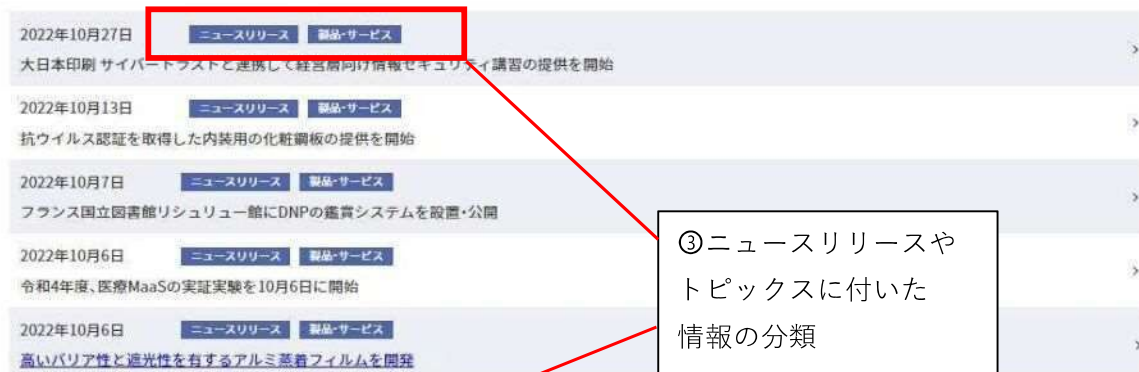 2022年10月27日 ニュースリリース 製品・サービス
大日本印刷 サイバートラストと連携して経営層向け情報セキュリティ講習の提供を開始
2022年10月13日 ニュースリリース 製品・サービス
抗ウイルス認証を取得した内装用の化粧鋼板の提供を開始
2022年10月7日 ニュースリリース 製品・サービス
フランス国立図書館リシュリュー館にDNPの鑑賞システムを設置・公開
2022年10月6日 ニュースリリース 製品・サービス
令和4年度、医療MaaSの実証実験を10月6日に開始
2022年10月6日 ニュースリリース 製品・サービス
高いバリア性と遮光性を有するアルミ蒸着フィルムを開発
③ニュースリリースや
トピックスに付いた
情報の分類